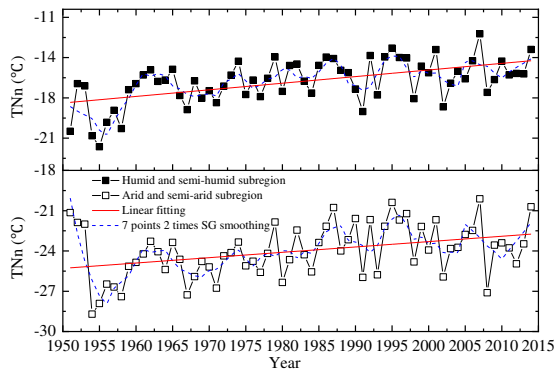 -11
-14
-18
-21
-18
TNn (℃)
Humid and semi-humid subregion
Arid and semi-arid subregion
Linear fitting
7 points 2 times SG smoothing
-21
-24
-26
-30
TNn (℃)
1950 1955 1960 1965 1970 1975 1980 1985 1990 1995 2000 2005 2010 2015
Year